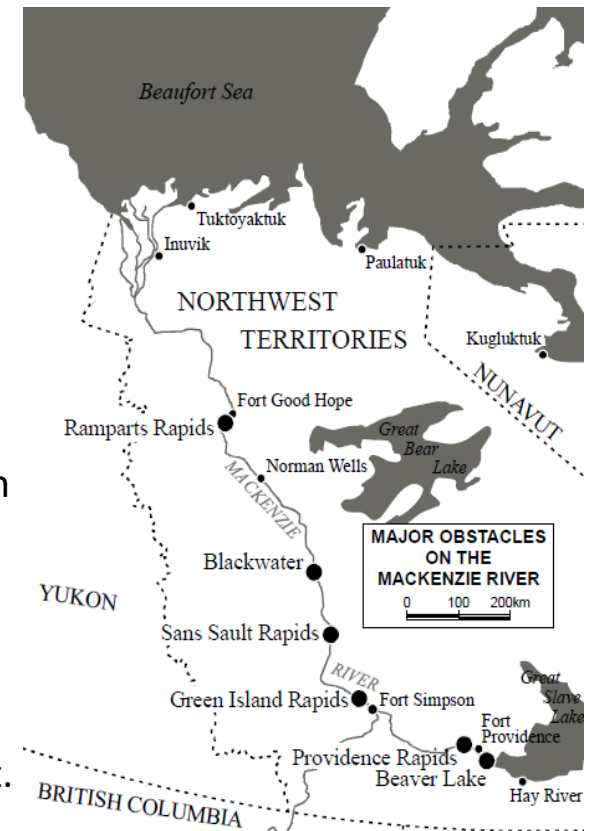 Beaufort Sea
Tuktoyaktuk
Inuvik
Paulatuk
NORTHWEST
TERRITORIES
Kugluktuk
NUNAVUT
Fort Good Hope
Ramparts Rapids
Great
Bear
Lake
Norman Wells
MACKENZIE
n
MAJOR OBSTACLES
ON THE
MACKENZIE RIVER
0 100 200km
Blackwater
YUKON
Sans Sault Rapids
RIVER
Green Island Rapids
Fort Simpson
Great
Slave
Lake
Fort
Providence
Providence Rapids
Beaver Lake
Hay River
.
BRITISH COLUMBIA